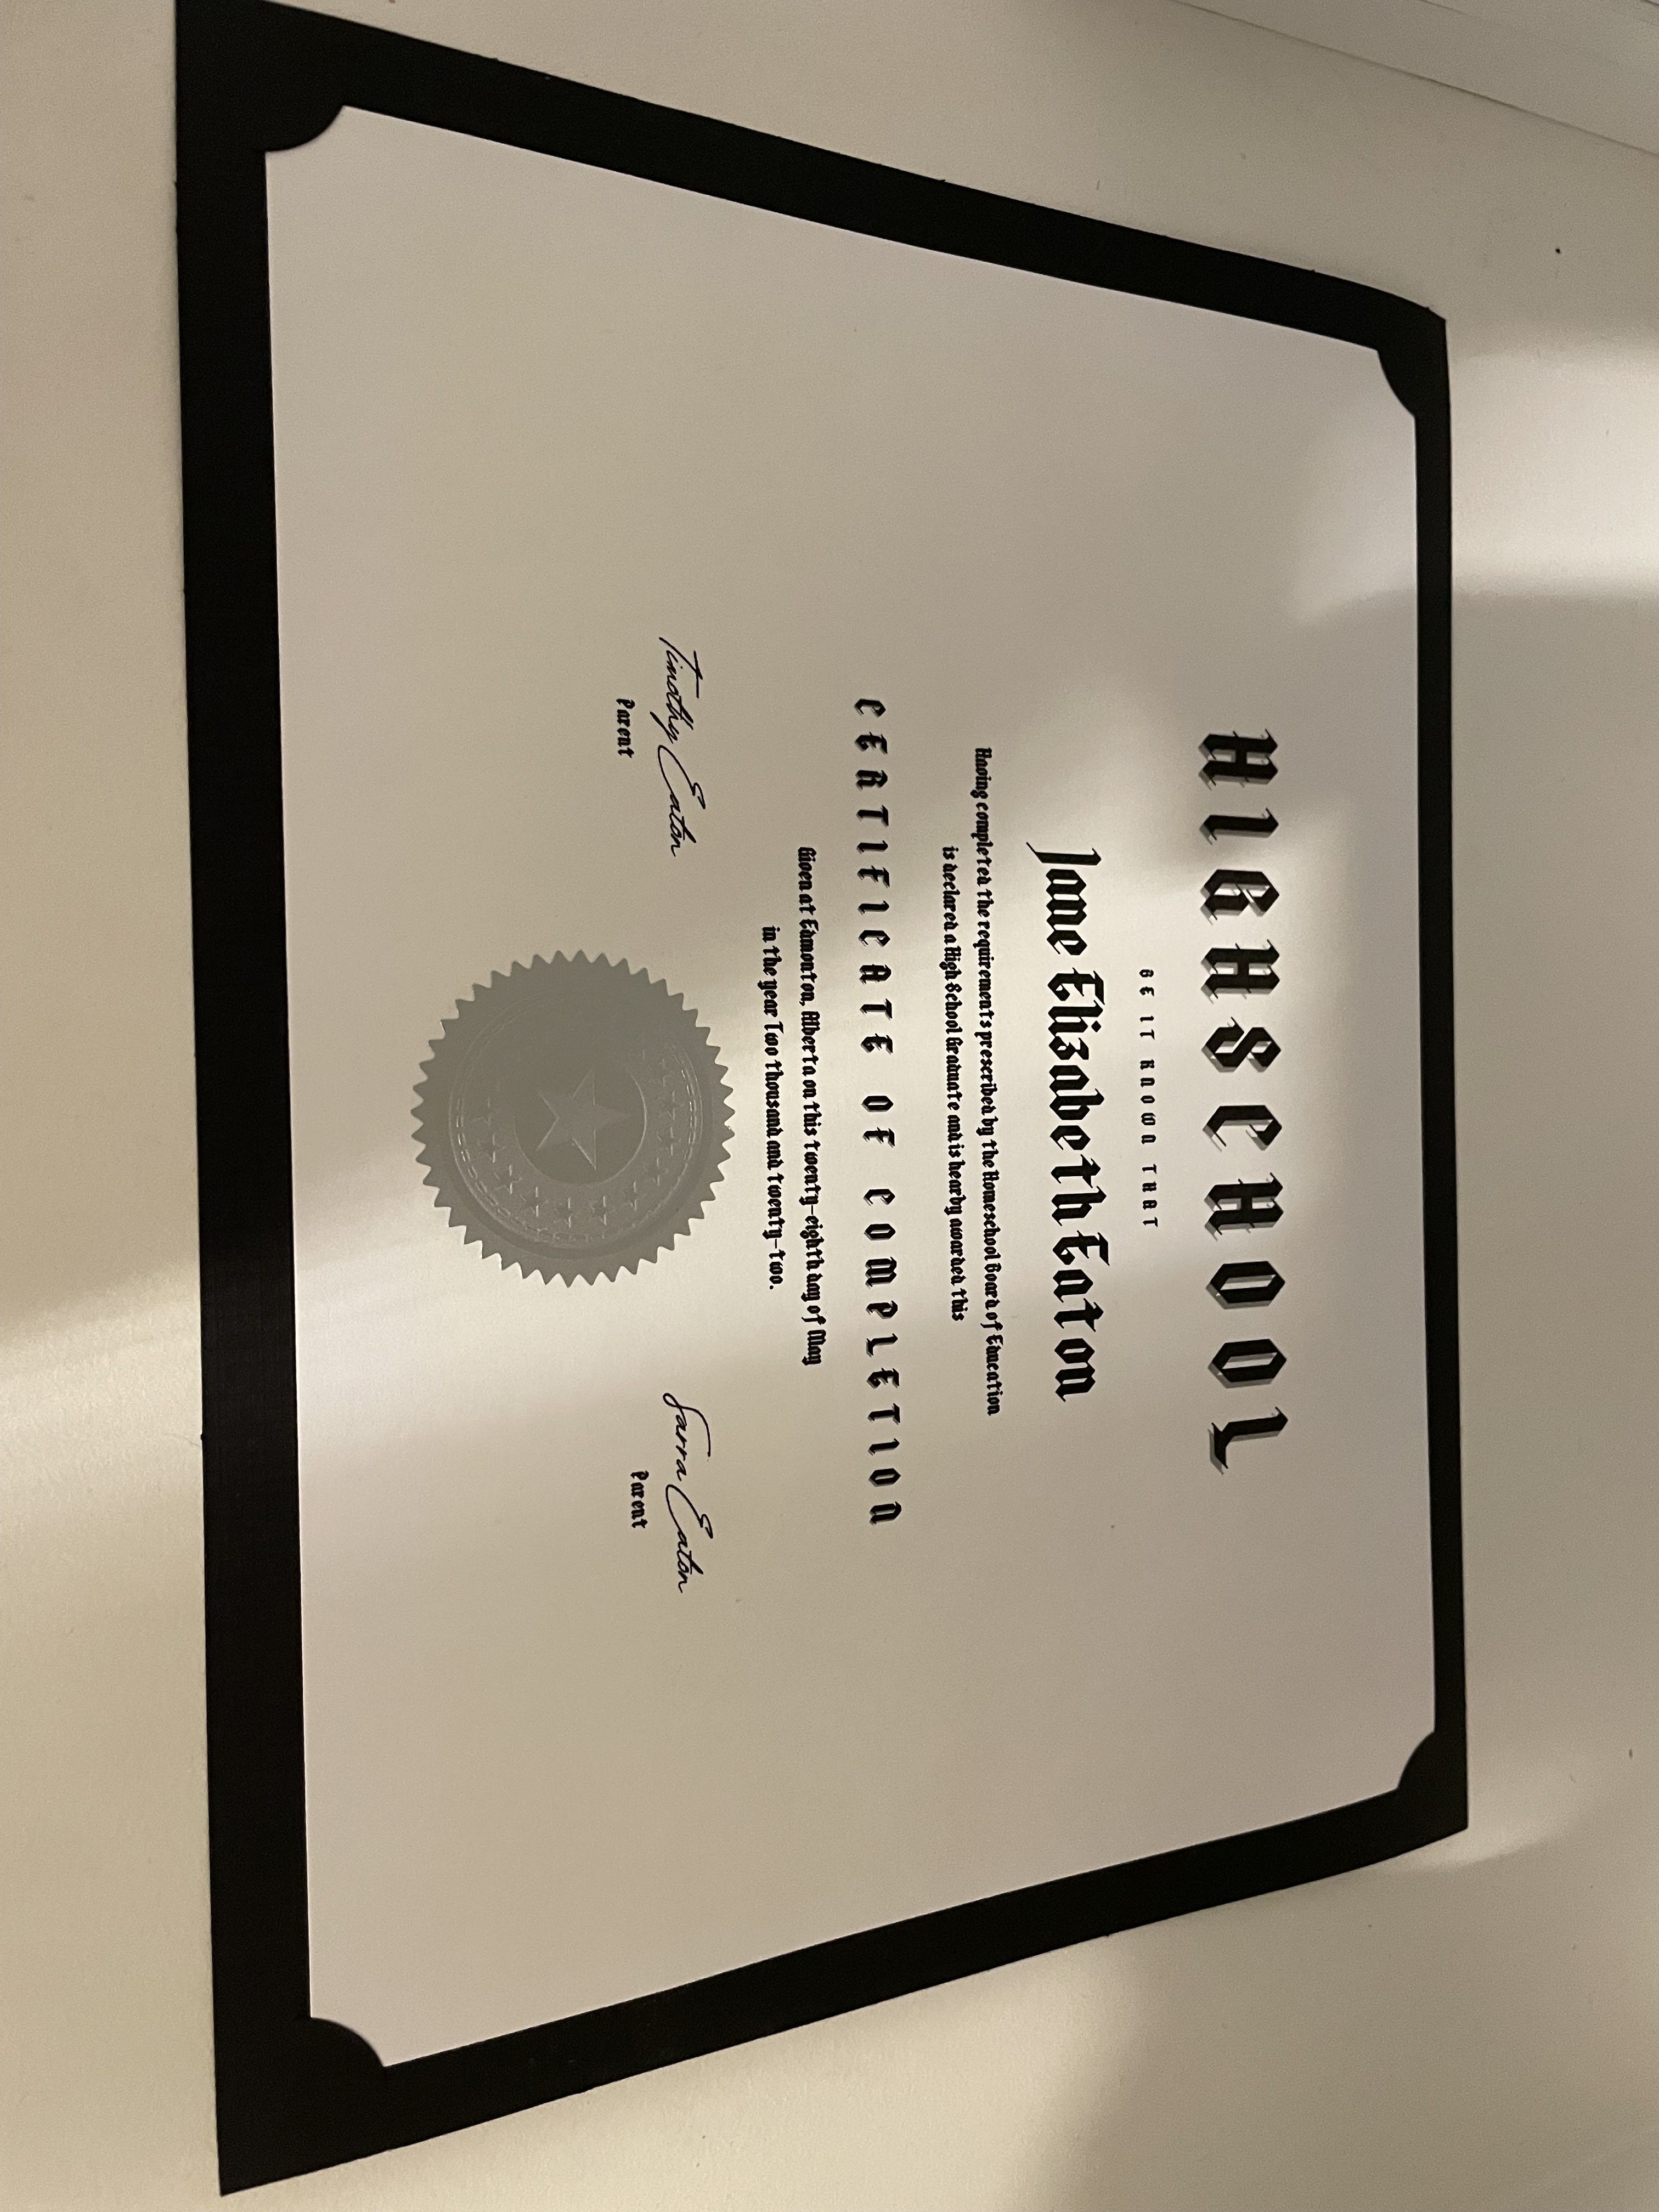 HIGHSCHOOL
BE IT KNOWN THAT
Jane Elizabeth Eaton
Having completed the requirements prescribed by the Homeschool Board of Education
is declared a High School Graduate and is hearby awarded this
CERTIFICATE OF COMPLETION
Given at Edmonton, Alberta on this twenty-eighth day of May
in the year Two thousand and twenty-two.
Timothy Eaton
Sarra Eaton
Parent
Parent